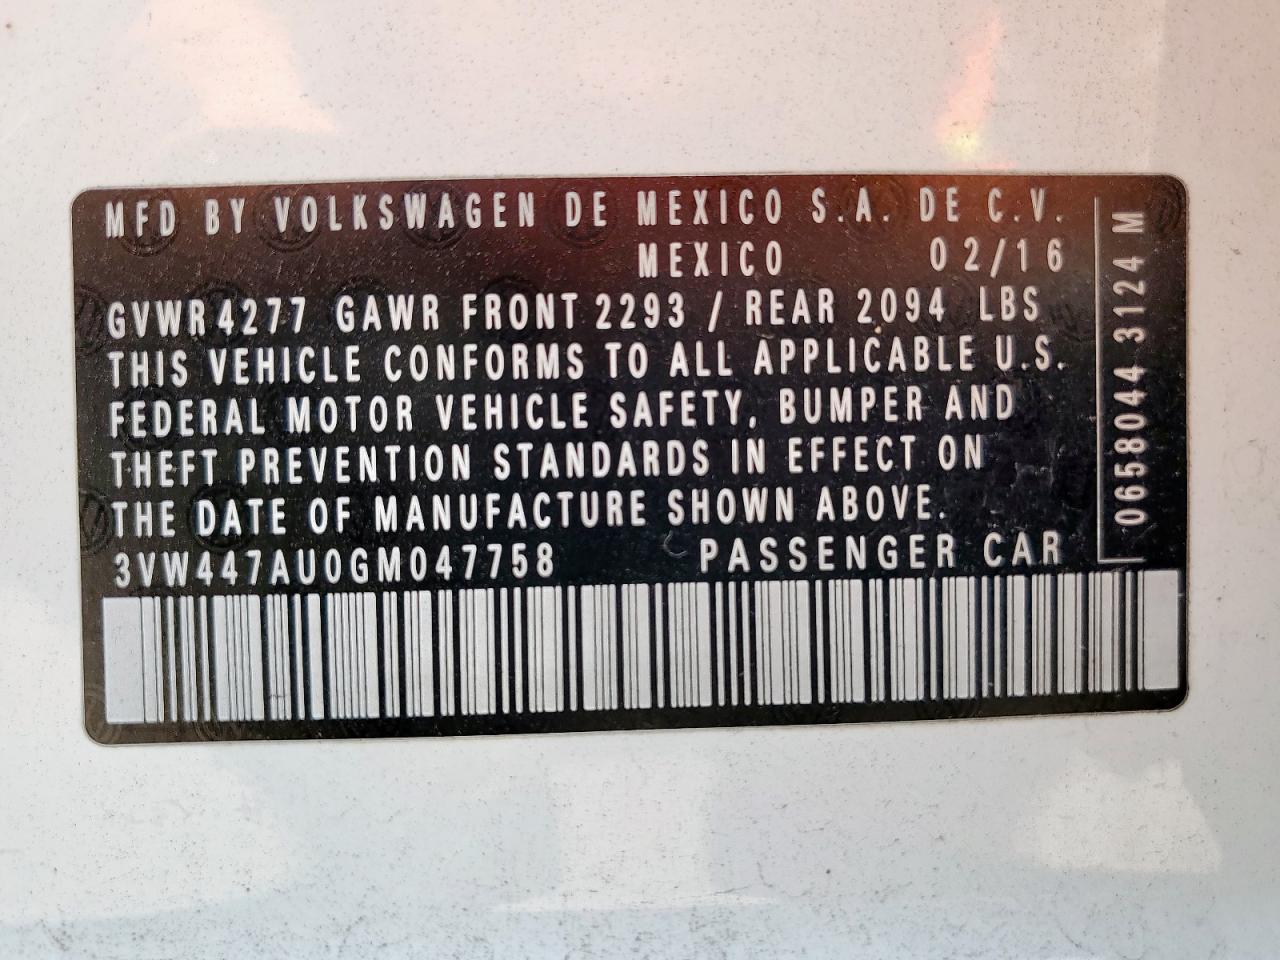 MFD BY VOLKSWAGEN DE MEXICO S.A. DE C.V.
MEXICO 02/16
GVWR 4277 GAWR FRONT 2293 / REAR 2094 LBS
THIS VEHICLE CONFORMS TO ALL APPLICABLE U.S.
FEDERAL MOTOR VEHICLE SAFETY, BUMPER AND
THEFT PREVENTION STANDARDS IN EFFECT ON
THE DATE OF MANUFACTURE SHOWN ABOVE.
3VW447AU0GM047758 PASSENGER CAR
0658044 3124 M